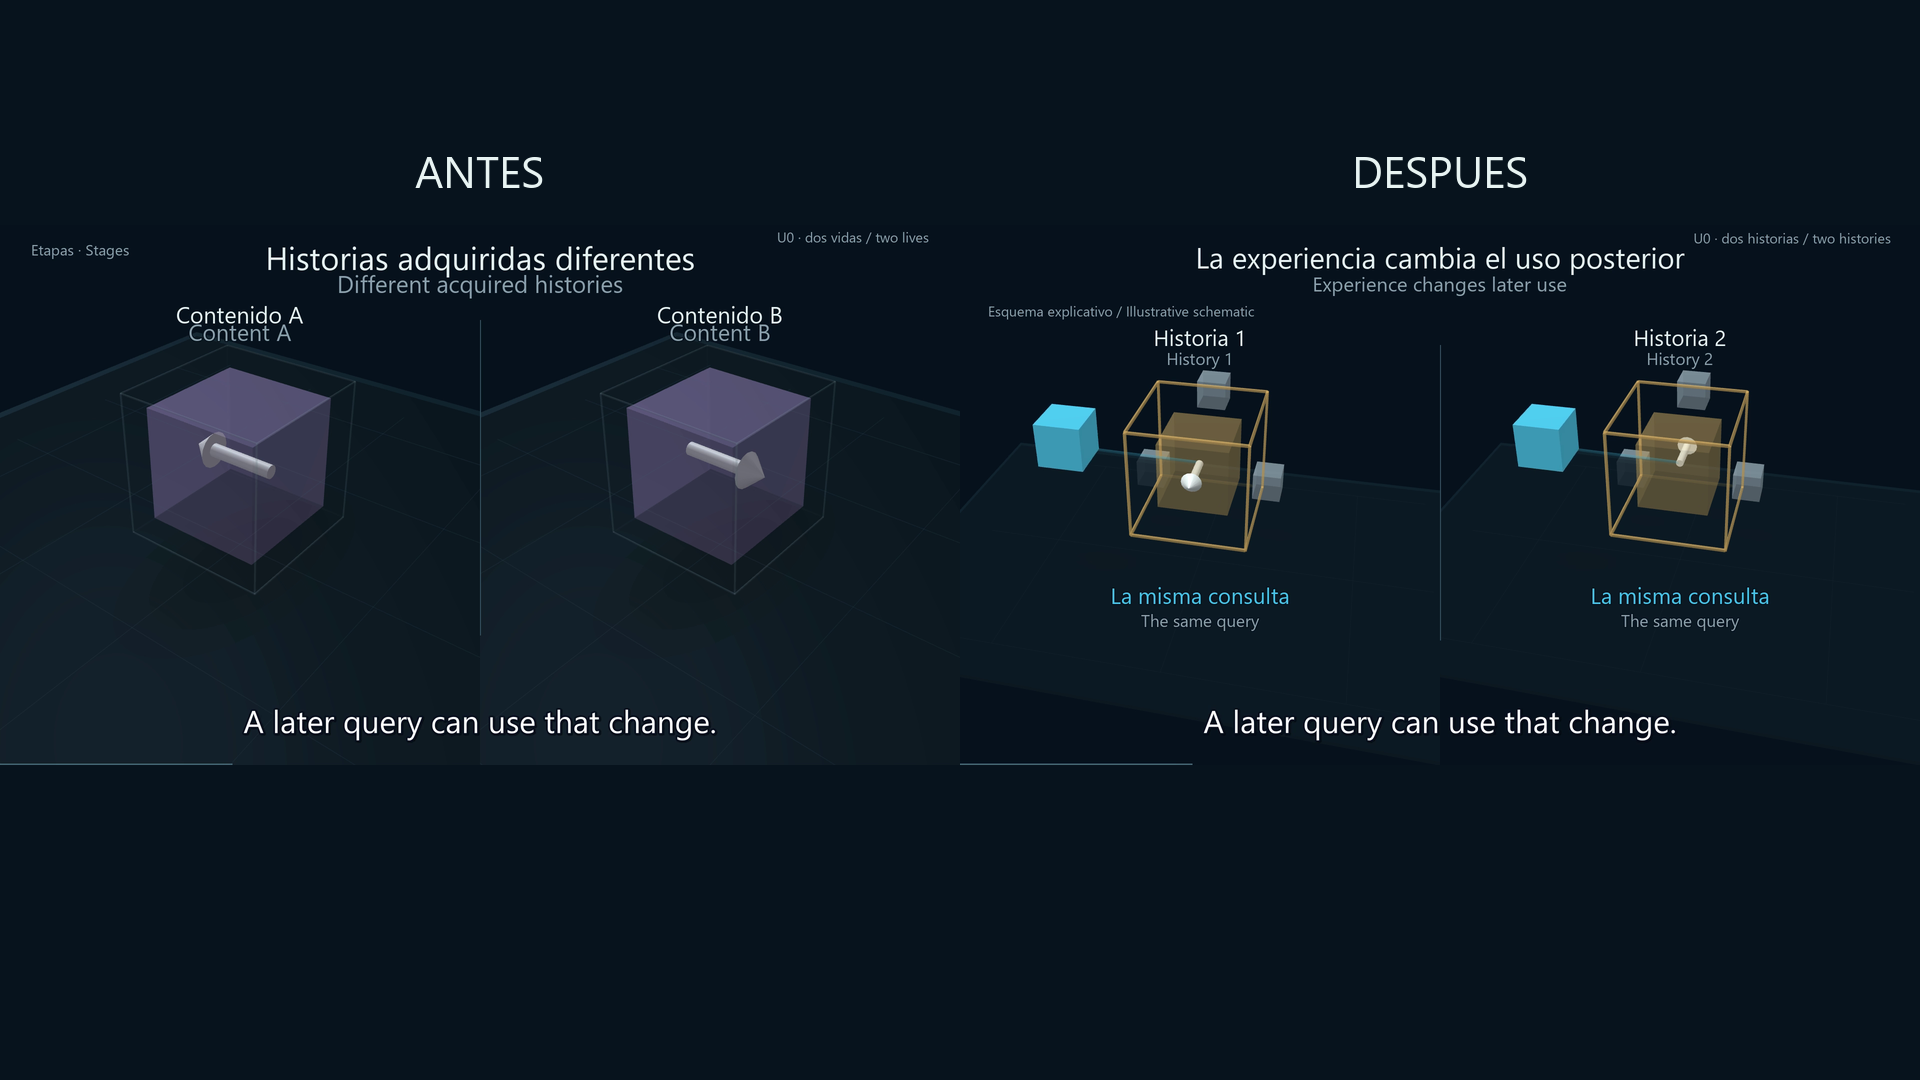 ANTES
Etapas · Stages
U0 · dos vidas / two lives
Historias adquiridas diferentes
Different acquired histories
Contenido A
Content A
Contenido B
Content B
A later query can use that change.
DESPUES
U0 · dos historias / two histories
La experiencia cambia el uso posterior
Experience changes later use
Esquema explicativo / Illustrative schematic
Historia 1
History 1
Historia 2
History 2
La misma consulta
The same query
La misma consulta
The same query
A later query can use that change.